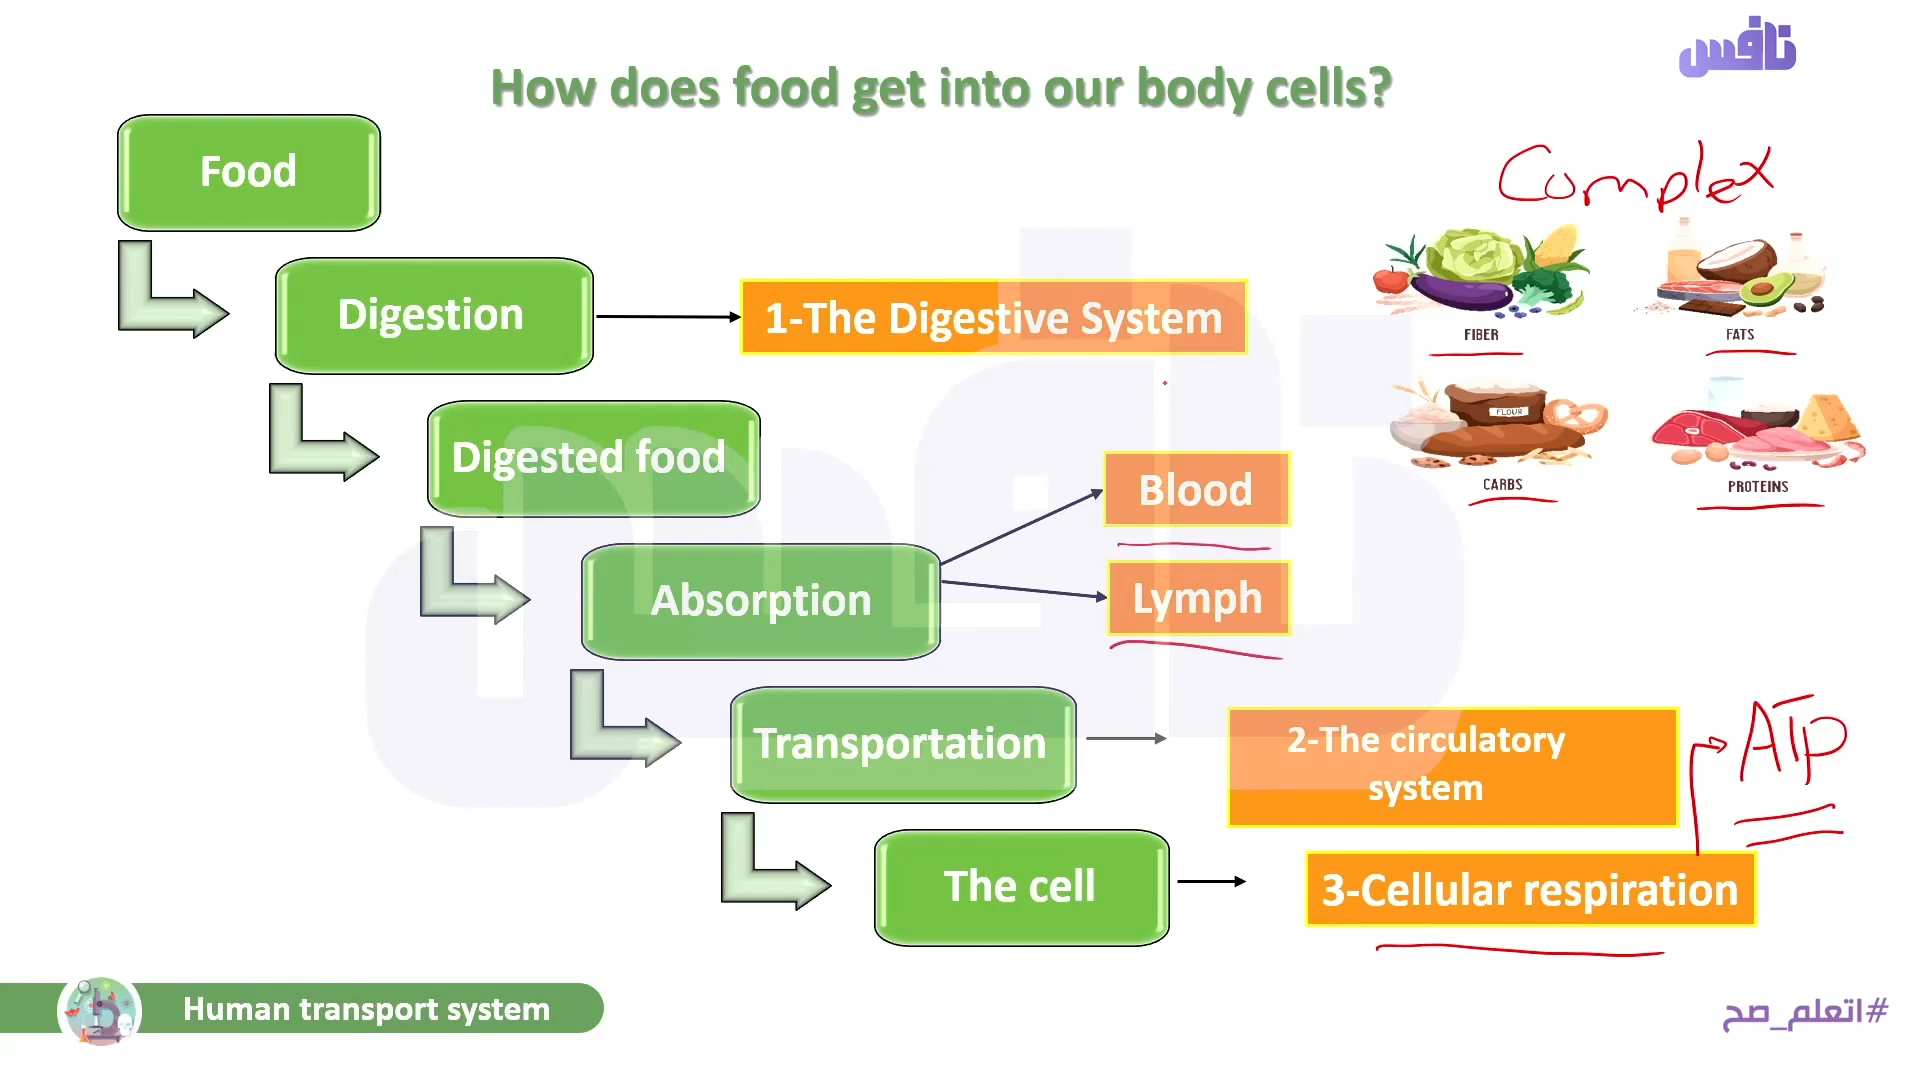 نافس
How does food get into our body cells?
Food
Complex
Digestion
1-The Digestive System
FIBER
FATS
Digested food
FLOUR
CARBS
PROTEINS
Blood
Absorption
Lymph
Transportation
2-The circulatory
system
ATP
The cell
3-Cellular respiration
Human transport system
#اتعلم_صح